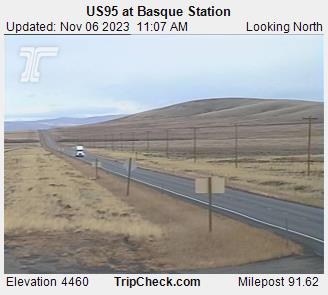 US95 at Basque Station
Updated: Nov 06 2023 11:07 AM Looking North
Elevation 4460 TripCheck.com Milepost 91.62